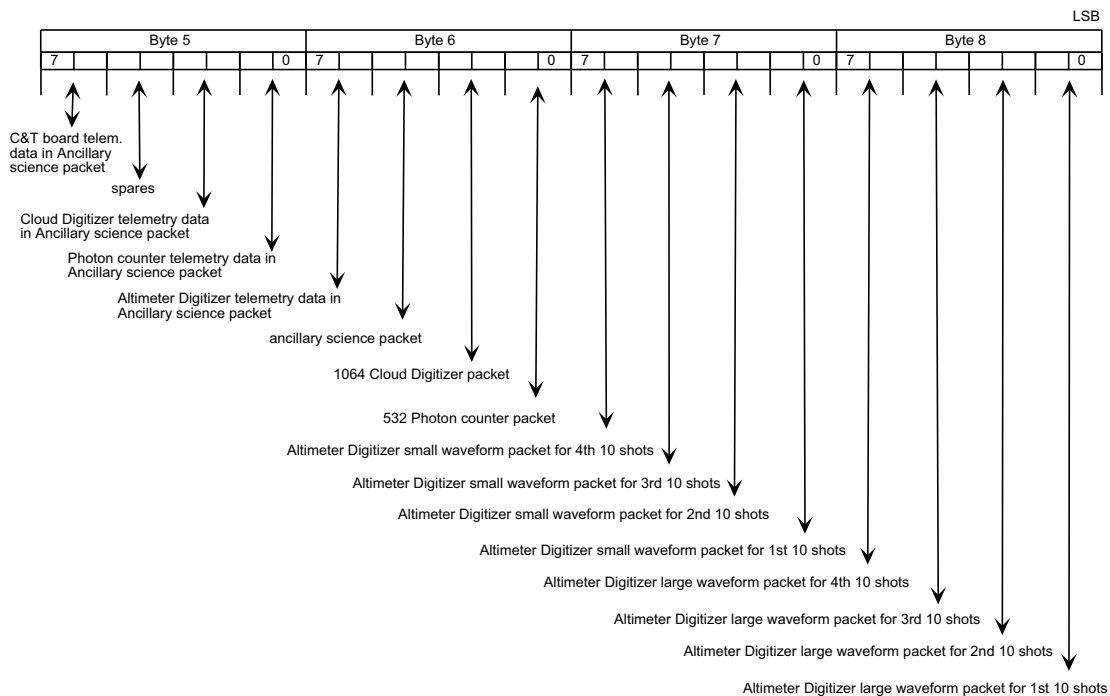 LSB
Byte 5 Byte 6 Byte 7 Byte 8
7 0 7 0 7 0 7 0
C&T board telem.
data in Ancillary
science packet
spares
Cloud Digitizer telemetry data
in Ancillary science packet
Photon counter telemetry data in
Ancillary science packet
Altimeter Digitizer telemetry data in
Ancillary science packet
ancillary science packet
1064 Cloud Digitizer packet
532 Photon counter packet
Altimeter Digitizer small waveform packet for 4th 10 shots
Altimeter Digitizer small waveform packet for 3rd 10 shots
Altimeter Digitizer small waveform packet for 2nd 10 shots
Altimeter Digitizer small waveform packet for 1st 10 shots
Altimeter Digitizer large waveform packet for 4th 10 shots
Altimeter Digitizer large waveform packet for 3rd 10 shots
Altimeter Digitizer large waveform packet for 2nd 10 shots
Altimeter Digitizer large waveform packet for 1st 10 shots